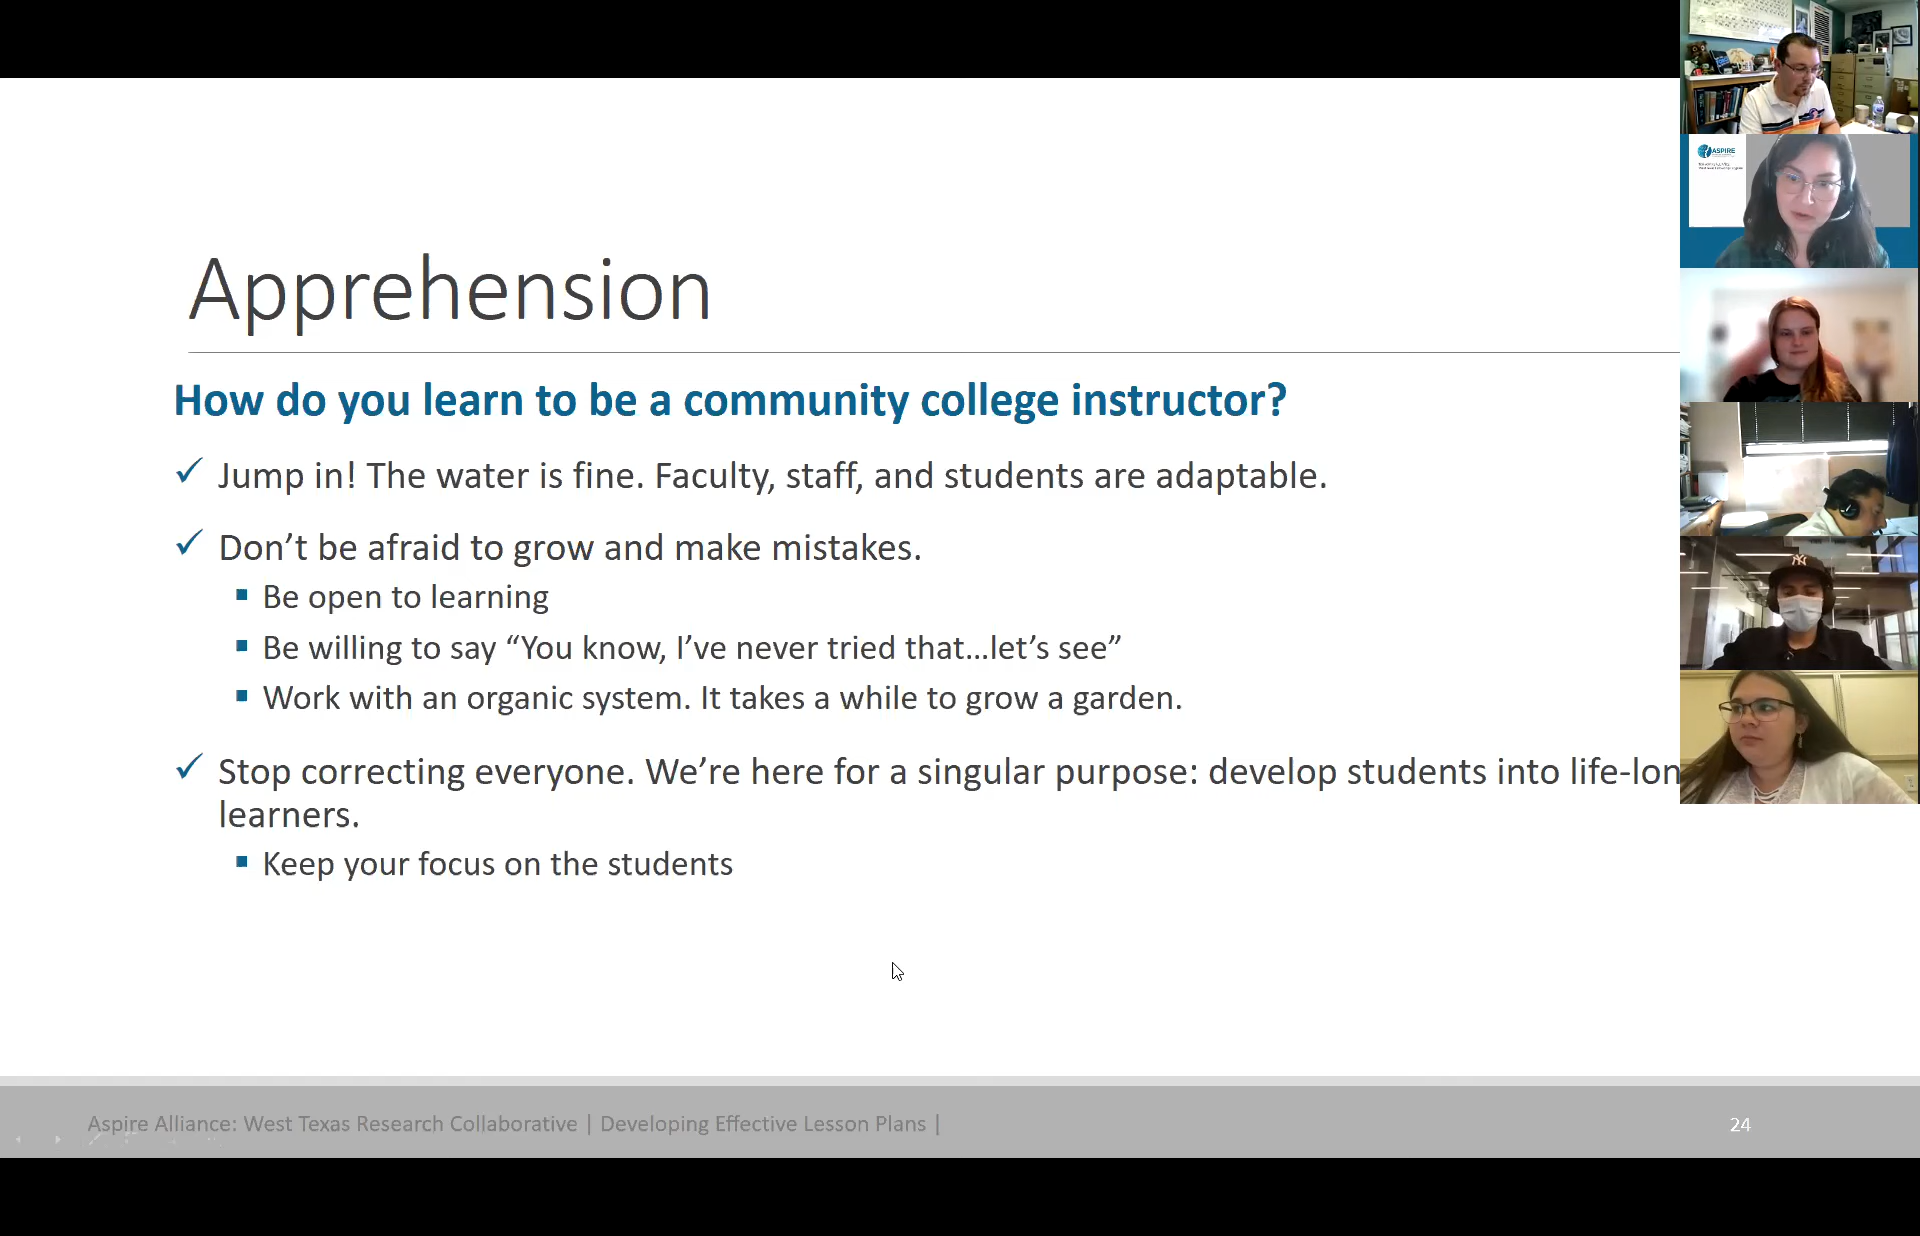 Apprehension
How do you learn to be a community college instructor?
Jump in! The water is fine. Faculty, staff, and students are adaptable.
Don’t be afraid to grow and make mistakes.
Be open to learning
Be willing to say “You know, I’ve never tried that…let’s see”
Work with an organic system. It takes a while to grow a garden.
Stop correcting everyone. We’re here for a singular purpose: develop students into life-lon
learners.
Keep your focus on the students
Aspire Alliance: West Texas Research Collaborative | Developing Effective Lesson Plans |
24
ASPIRE
NY